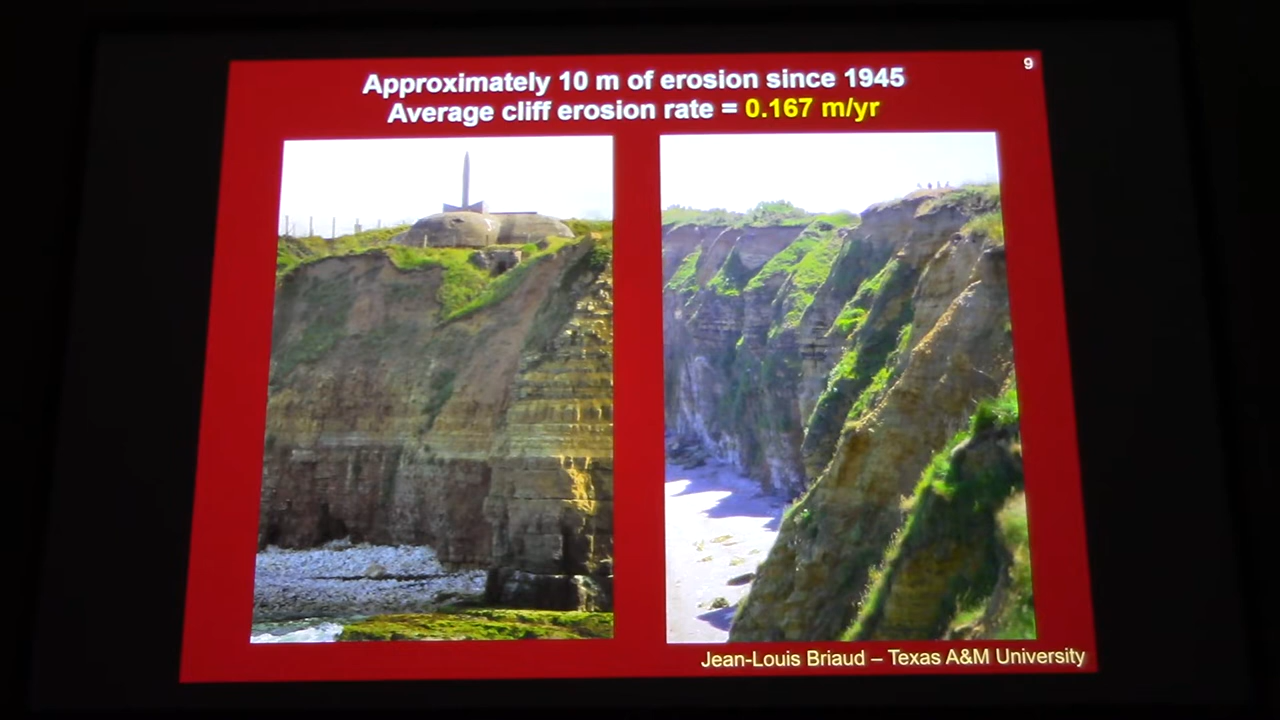 9
Approximately 10 m of erosion since 1945
Average cliff erosion rate = 0.167 m/yr
Jean-Louis Briaud – Texas A&M University